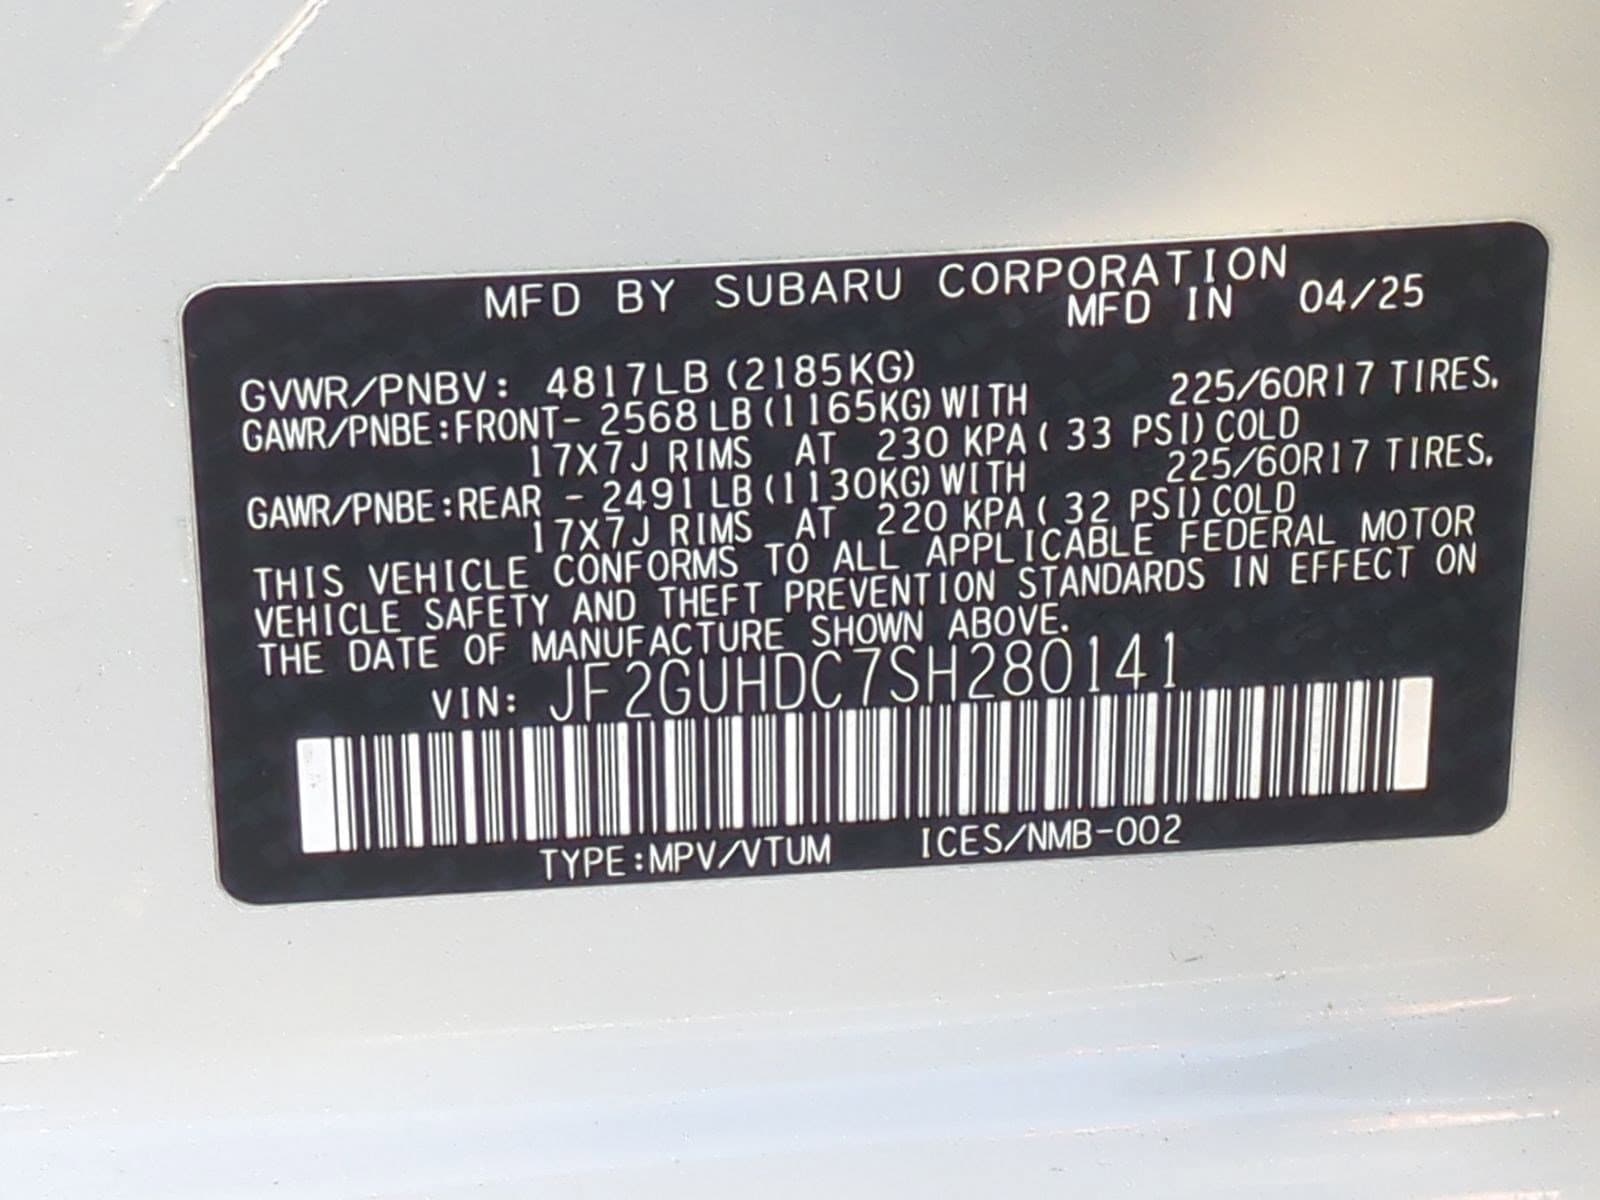 MFD BY SUBARU CORPORATION
MFD IN 04/25
GVWR/PNBV: 4817LB (2185KG)
GAWR/PNBE:FRONT- 2568 LB (1165KG) WITH 225/60R17 TIRES,
17X7J RIMS AT 230 KPA ( 33 PSI) COLD
GAWR/PNBE:REAR - 2491 LB (1130KG) WITH 225/60R17 TIRES,
17X7J RIMS AT 220 KPA ( 32 PSI) COLD
THIS VEHICLE CONFORMS TO ALL APPLICABLE FEDERAL MOTOR
VEHICLE SAFETY AND THEFT PREVENTION STANDARDS IN EFFECT ON
THE DATE OF MANUFACTURE SHOWN ABOVE.
VIN: JF2GUHDC7SH280141
TYPE:MPV/VTUM ICES/NMB-002